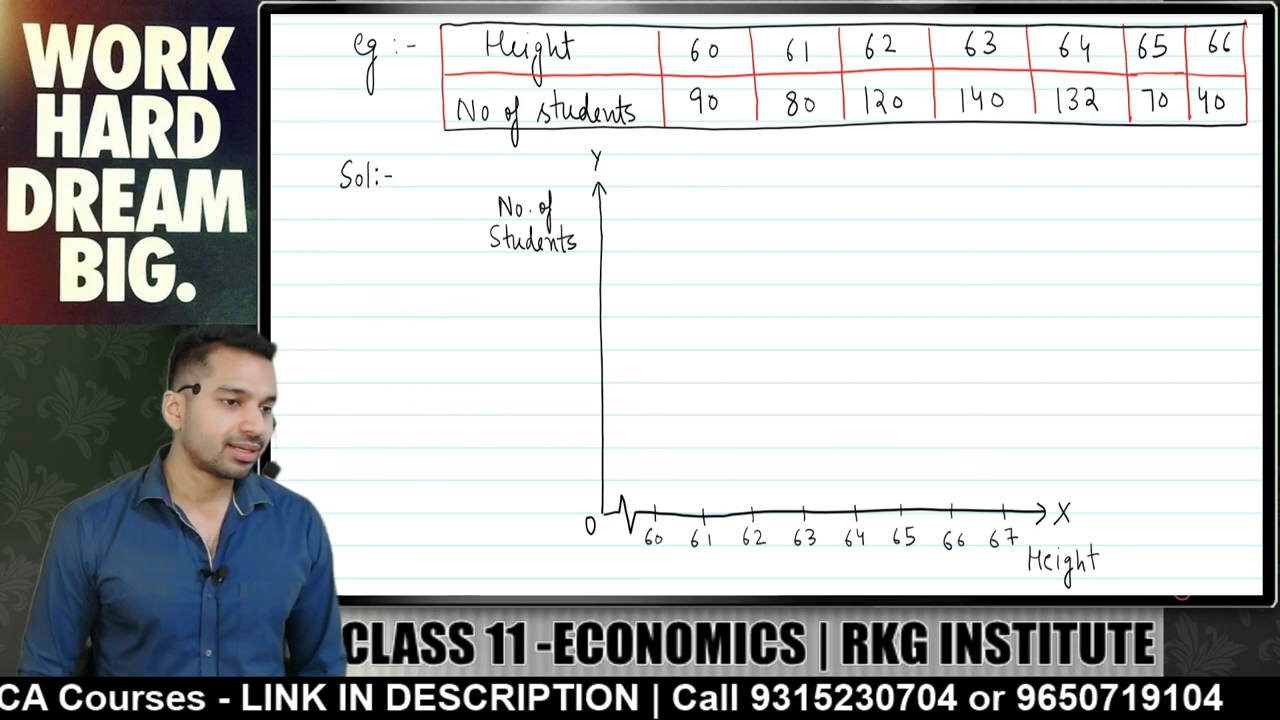 WORK
HARD
DREAM
BIG.
eg :-
Height 60 61 62 63 64 65 66
No of students 90 80 120 140 132 70 40
Sol:-
Y
No. of
Students
0
60 61 62 63 64 65 66 67
X
Height
CLASS 11 -ECONOMICS | RKG INSTITUTE
CA Courses - LINK IN DESCRIPTION | Call 9315230704 or 9650719104